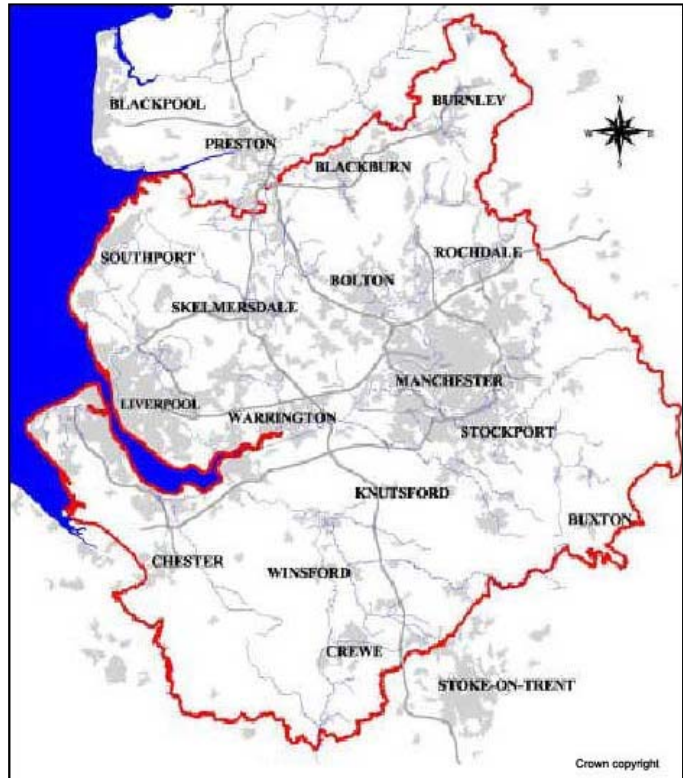 BLACKPOOL
BURNLEY
PRESTON
BLACKBURN
N
W E
S
SOUTHPORT
ROCHDALE
BOLTON
SKELMERSDALE
MANCHESTER
LIVERPOOL
WARRINGTON
STOCKPORT
KNUTSFORD
BUXTON
CHESTER
WINSFORD
CREWE
STOKE-ON-TRENT
Crown copyright